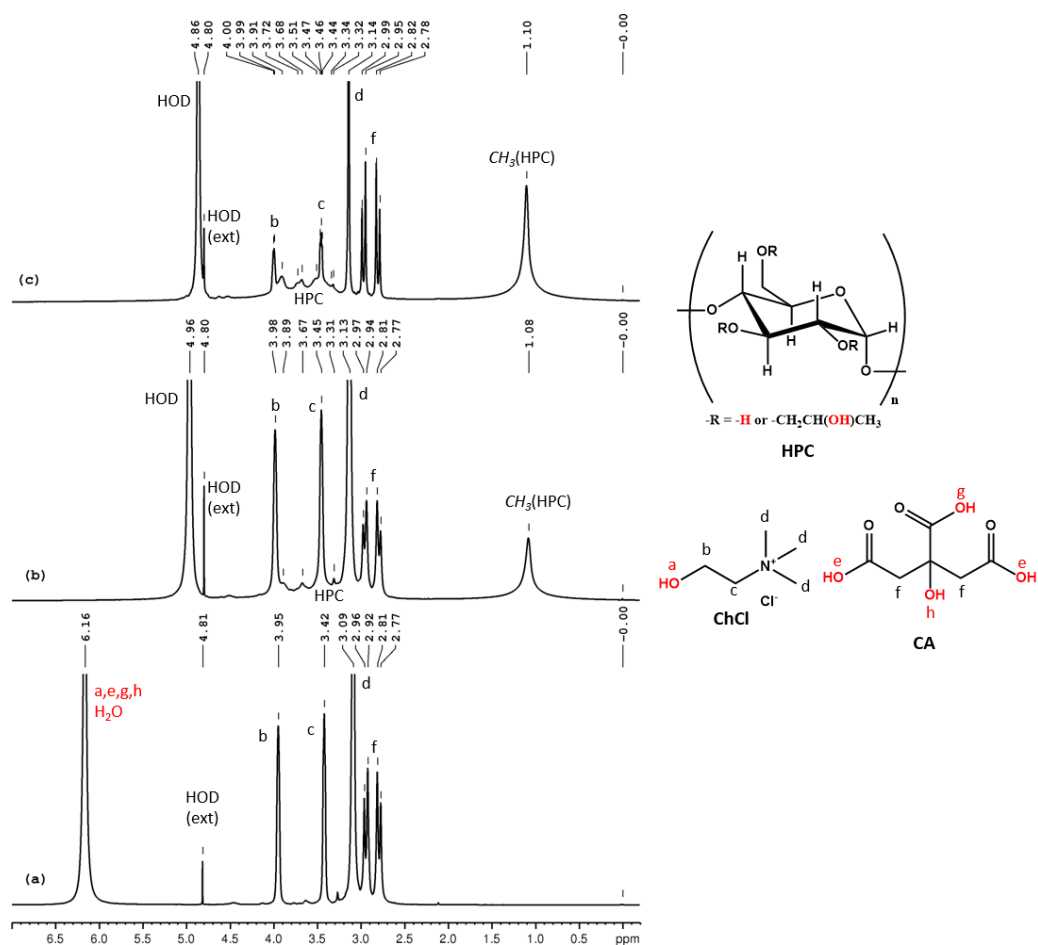 4.86
4.80
4.00
3.99
3.91
3.72
3.68
3.51
3.47
3.46
3.44
3.34
3.32
3.14
2.99
2.95
2.82
2.78
1.10
-0.00
HOD
d
f
CH3(HPC)
HOD
(ext)
b
c
(c)
HPC
4.96
4.80
3.98
3.89
3.67
3.45
3.31
3.13
2.97
2.94
2.81
2.77
1.08
-0.00
HOD
d
b
c
f
HOD
(ext)
CH3(HPC)
(b)
HPC
6.16
4.81
3.95
3.42
3.09
2.96
2.92
2.81
2.77
-0.00
a,e,g,h
H2O
d
b
c
f
HOD
(ext)
(a)
6.5 6.0 5.5 5.0 4.5 4.0 3.5 3.0 2.5 2.0 1.5 1.0 0.5 ppm
OR
H
H
O
O
RO
H
H
OR
H
O
n
-R = -H or -CH2CH(OH)CH3
HPC
d
b
d
a
HO
N+
c
d
Cl-
ChCl
g
O
OH
O
O
e
HO
e
OH
f
OH
f
h
CA